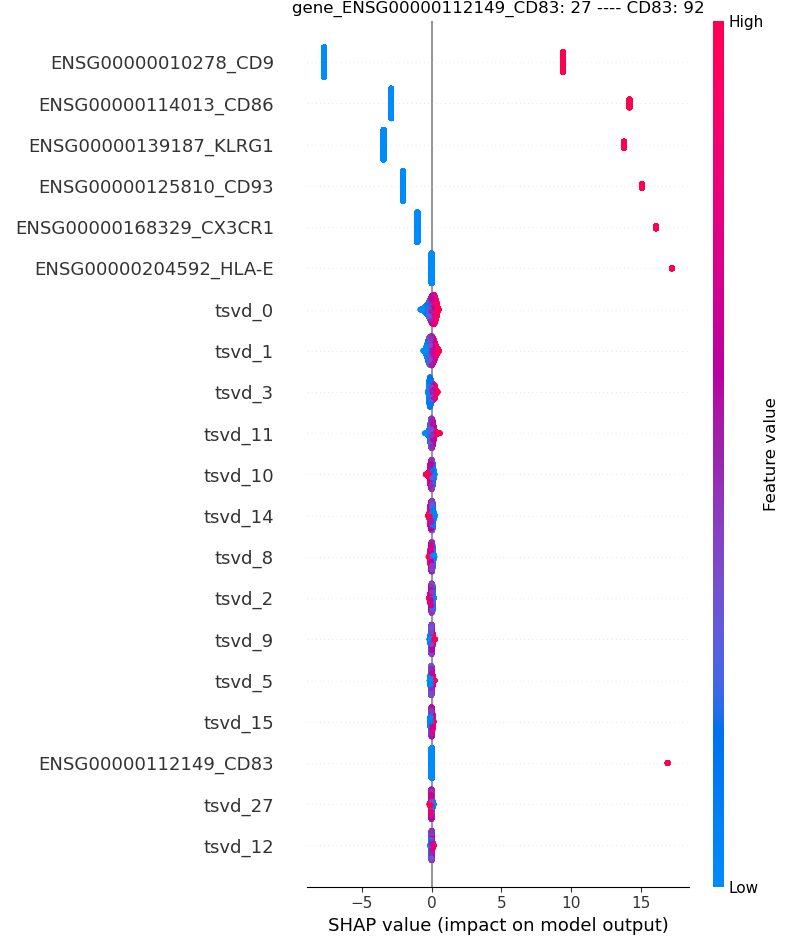 gene_ENSG00000112149_CD83: 27 ---- CD83: 92
High
ENSG00000010278_CD9
ENSG00000114013_CD86
ENSG00000139187_KLRG1
ENSG00000125810_CD93
ENSG00000168329_CX3CR1
ENSG00000204592_HLA-E
tsvd_0
tsvd_1
tsvd_3
tsvd_11
tsvd_10
tsvd_14
tsvd_8
tsvd_2
tsvd_9
tsvd_5
tsvd_15
ENSG00000112149_CD83
tsvd_27
tsvd_12
Feature value
Low
−5 0 5 10 15
SHAP value (impact on model output)